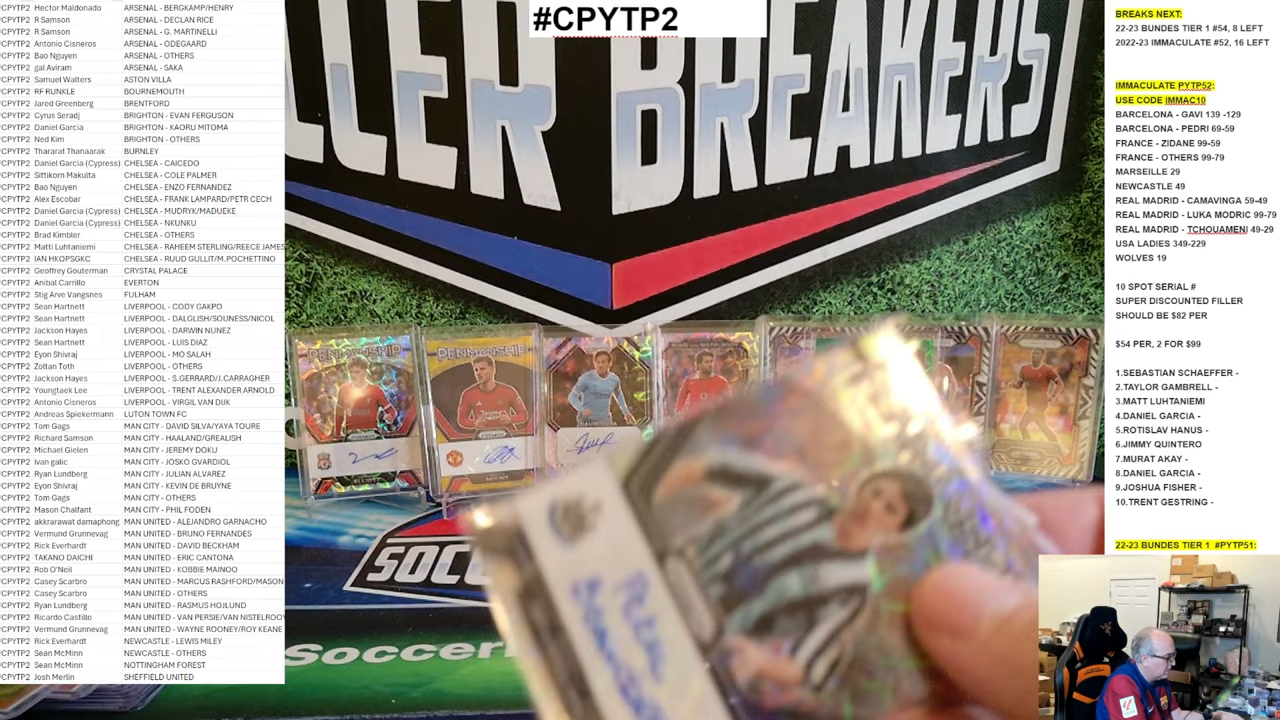 #CPYTP2
CPYTP2 Hector Maldonado ARSENAL - BERGKAMP/HENRY
CPYTP2 R Samson ARSENAL - DECLAN RICE
CPYTP2 R Samson ARSENAL - G. MARTINELLI
CPYTP2 Antonio Cisneros ARSENAL - ODEGAARD
CPYTP2 Bao Nguyen ARSENAL - OTHERS
CPYTP2 gal Aviram ARSENAL - SAKA
CPYTP2 Samuel Walters ASTON VILLA
CPYTP2 RF RUNKLE BOURNEMOUTH
CPYTP2 Jared Greenberg BRENTFORD
CPYTP2 Cyrus Seradj BRIGHTON - EVAN FERGUSON
CPYTP2 Daniel Garcia BRIGHTON - KAORU MITOMA
CPYTP2 Ned Kim BRIGHTON - OTHERS
CPYTP2 Thararat Thanaarak BURNLEY
CPYTP2 Daniel Garcia (Cypress) CHELSEA - CAICEDO
CPYTP2 Sittikorn Makulta CHELSEA - COLE PALMER
CPYTP2 Bao Nguyen CHELSEA - ENZO FERNANDEZ
CPYTP2 Alex Escobar CHELSEA - FRANK LAMPARD/PETR CECH
CPYTP2 Daniel Garcia (Cypress) CHELSEA - MUDRYK/MADUEKE
CPYTP2 Daniel Garcia (Cypress) CHELSEA - NKUNKU
CPYTP2 Brad Kimbler CHELSEA - OTHERS
CPYTP2 Matti Luhtaniemi CHELSEA - RAHEEM STERLING/REECE JAMES
CPYTP2 IAN HKOPSGKC CHELSEA - RUUD GULLIT/M.POCHETTINO
CPYTP2 Geoffrey Gouterman CRYSTAL PALACE
CPYTP2 Anibal Carrillo EVERTON
CPYTP2 Stig Arve Vangsnes FULHAM
CPYTP2 Sean Hartnett LIVERPOOL - CODY GAKPO
CPYTP2 Sean Hartnett LIVERPOOL - DALGLISH/SOUNESS/NICOL
CPYTP2 Jackson Hayes LIVERPOOL - DARWIN NUNEZ
CPYTP2 Sean Hartnett LIVERPOOL - LUIS DIAZ
CPYTP2 Eyon Shivraj LIVERPOOL - MO SALAH
CPYTP2 Zoltan Toth LIVERPOOL - OTHERS
CPYTP2 Jackson Hayes LIVERPOOL - S.GERRARD/J.CARRAGHER
CPYTP2 Youngtaek Lee LIVERPOOL - TRENT ALEXANDER ARNOLD
CPYTP2 Antonio Cisneros LIVERPOOL - VIRGIL VAN DIJK
CPYTP2 Andreas Spiekermann LUTON TOWN FC
CPYTP2 Tom Gags MAN CITY - DAVID SILVA/YAYA TOURE
CPYTP2 Richard Samson MAN CITY - HAALAND/GREALISH
CPYTP2 Michael Gielen MAN CITY - JEREMY DOKU
CPYTP2 Ivan galic MAN CITY - JOSKO GVARDIOL
CPYTP2 Ryan Lundberg MAN CITY - JULIAN ALVAREZ
CPYTP2 Eyon Shivraj MAN CITY - KEVIN DE BRUYNE
CPYTP2 Tom Gags MAN CITY - OTHERS
CPYTP2 Mason Chalfant MAN CITY - PHIL FODEN
CPYTP2 akkrarawat damaphong MAN UNITED - ALEJANDRO GARNACHO
CPYTP2 Vermund Grunnevag MAN UNITED - BRUNO FERNANDES
CPYTP2 Rick Everhardt MAN UNITED - DAVID BECKHAM
CPYTP2 TAKANO DAICHI MAN UNITED - ERIC CANTONA
CPYTP2 Rob O'Neil MAN UNITED - KOBBIE MAINOO
CPYTP2 Casey Scarbro MAN UNITED - MARCUS RASHFORD/MASON
CPYTP2 Casey Scarbro MAN UNITED - OTHERS
CPYTP2 Ryan Lundberg MAN UNITED - RASMUS HOJLUND
CPYTP2 Ricardo Castillo MAN UNITED - VAN PERSIE/VAN NISTELROOY
CPYTP2 Vermund Grunnevag MAN UNITED - WAYNE ROONEY/ROY KEANE
CPYTP2 Rick Everhardt NEWCASTLE - LEWIS MILEY
CPYTP2 Sean McMinn NEWCASTLE - OTHERS
CPYTP2 Sean McMinn NOTTINGHAM FOREST
CPYTP2 Josh Merlin SHEFFIELD UNITED
LLER BREAKERS
PENMANSHIP
PENMANSHIP
MOUNT
SOCC
Soccer
BREAKS NEXT:
22-23 BUNDES TIER 1 #54, 8 LEFT
2022-23 IMMACULATE #52, 16 LEFT
IMMACULATE PYTP52:
USE CODE IMMAC10
BARCELONA - GAVI 139 -129
BARCELONA - PEDRI 69-59
FRANCE - ZIDANE 99-59
FRANCE - OTHERS 99-79
MARSEILLE 29
NEWCASTLE 49
REAL MADRID - CAMAVINGA 59-49
REAL MADRID - LUKA MODRIC 99-79
REAL MADRID - TCHOUAMENI 49-29
USA LADIES 349-229
WOLVES 19
10 SPOT SERIAL #
SUPER DISCOUNTED FILLER
SHOULD BE $82 PER
$54 PER, 2 FOR $99
1.SEBASTIAN SCHAEFFER -
2.TAYLOR GAMBRELL -
3.MATT LUHTANIEMI
4.DANIEL GARCIA -
5.ROTISLAV HANUS -
6.JIMMY QUINTERO
7.MURAT AKAY -
8.DANIEL GARCIA -
9.JOSHUA FISHER -
10.TRENT GESTRING -
22-23 BUNDES TIER 1 #PYTP51: